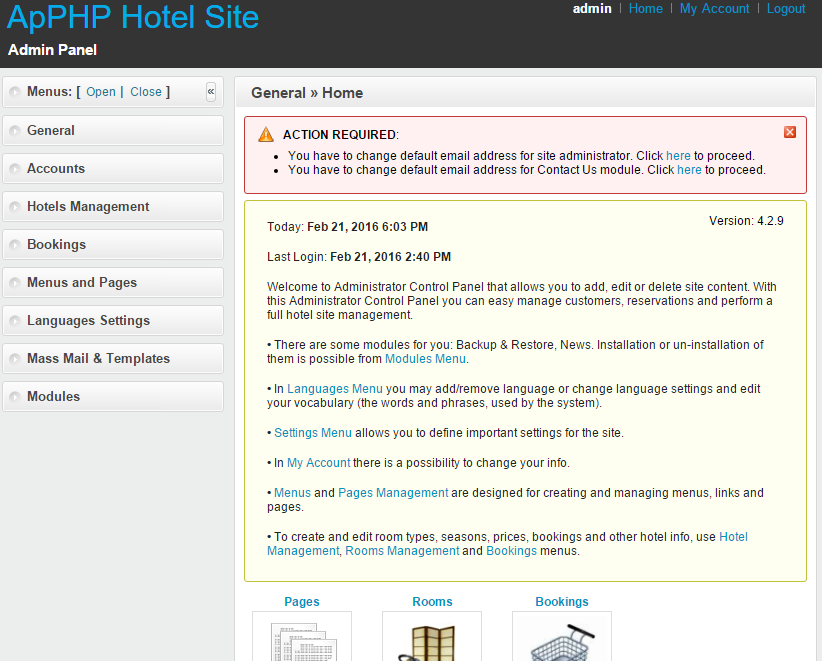 ApPHP Hotel Site
admin | Home | My Account | Logout
Admin Panel
Menus: [ Open | Close ]
«
General
Accounts
Hotels Management
Bookings
Menus and Pages
Languages Settings
Mass Mail & Templates
Modules
General » Home
ACTION REQUIRED:
• You have to change default email address for site administrator. Click here to proceed.
• You have to change default email address for Contact Us module. Click here to proceed.
Version: 4.2.9
Today: Feb 21, 2016 6:03 PM
Last Login: Feb 21, 2016 2:40 PM
Welcome to Administrator Control Panel that allows you to add, edit or delete site content. With
this Administrator Control Panel you can easy manage customers, reservations and perform a
full hotel site management.
• There are some modules for you: Backup & Restore, News. Installation or un-installation of
them is possible from Modules Menu.
• In Languages Menu you may add/remove language or change language settings and edit
your vocabulary (the words and phrases, used by the system).
• Settings Menu allows you to define important settings for the site.
• In My Account there is a possibility to change your info.
• Menus and Pages Management are designed for creating and managing menus, links and
pages.
• To create and edit room types, seasons, prices, bookings and other hotel info, use Hotel
Management, Rooms Management and Bookings menus.
Pages
Rooms
Bookings